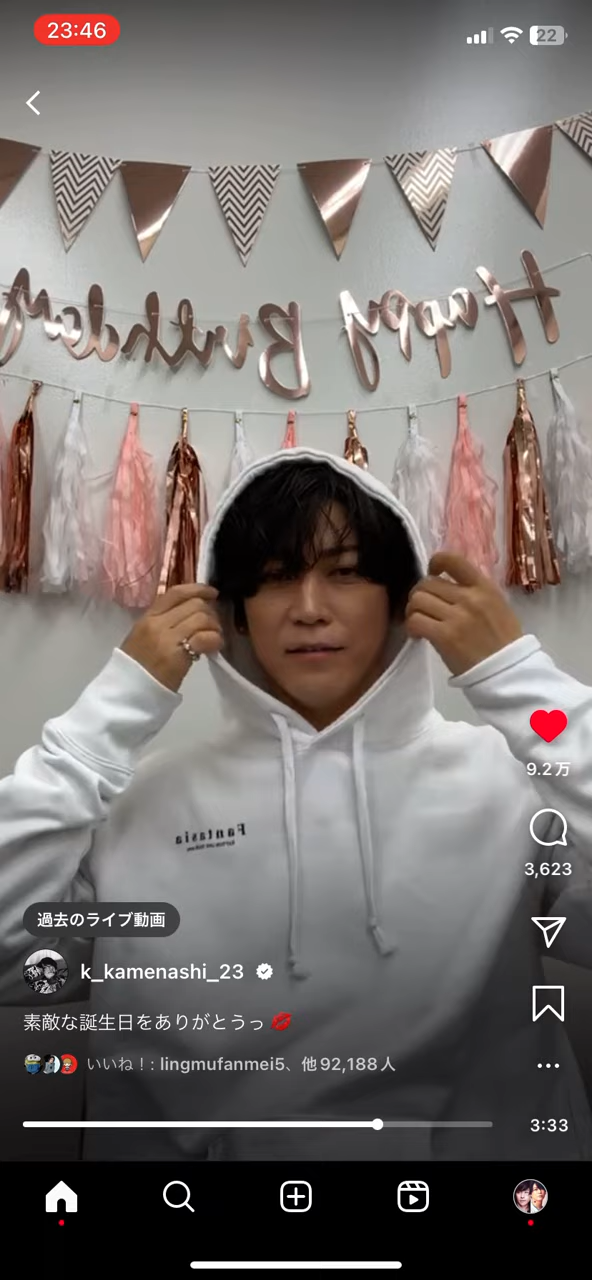 23:46
22
Happy Birthday
Fantasia
過去のライブ動画
k_kamenashi_23
素敵な誕生日をありがとうっ💋
いいね！: lingmufanmei5、他92,188人
9.2万
3,623
3:33